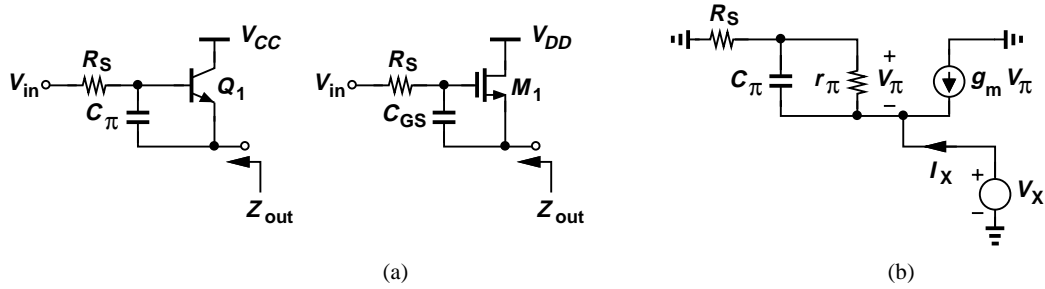 V_CC
R_S
V_in
Q_1
C_π
Z_out
V_DD
R_S
V_in
M_1
C_GS
Z_out
(a)
R_S
C_π
r_π
+
V_π
−
g_m V_π
I_X
+
V_X
−
(b)